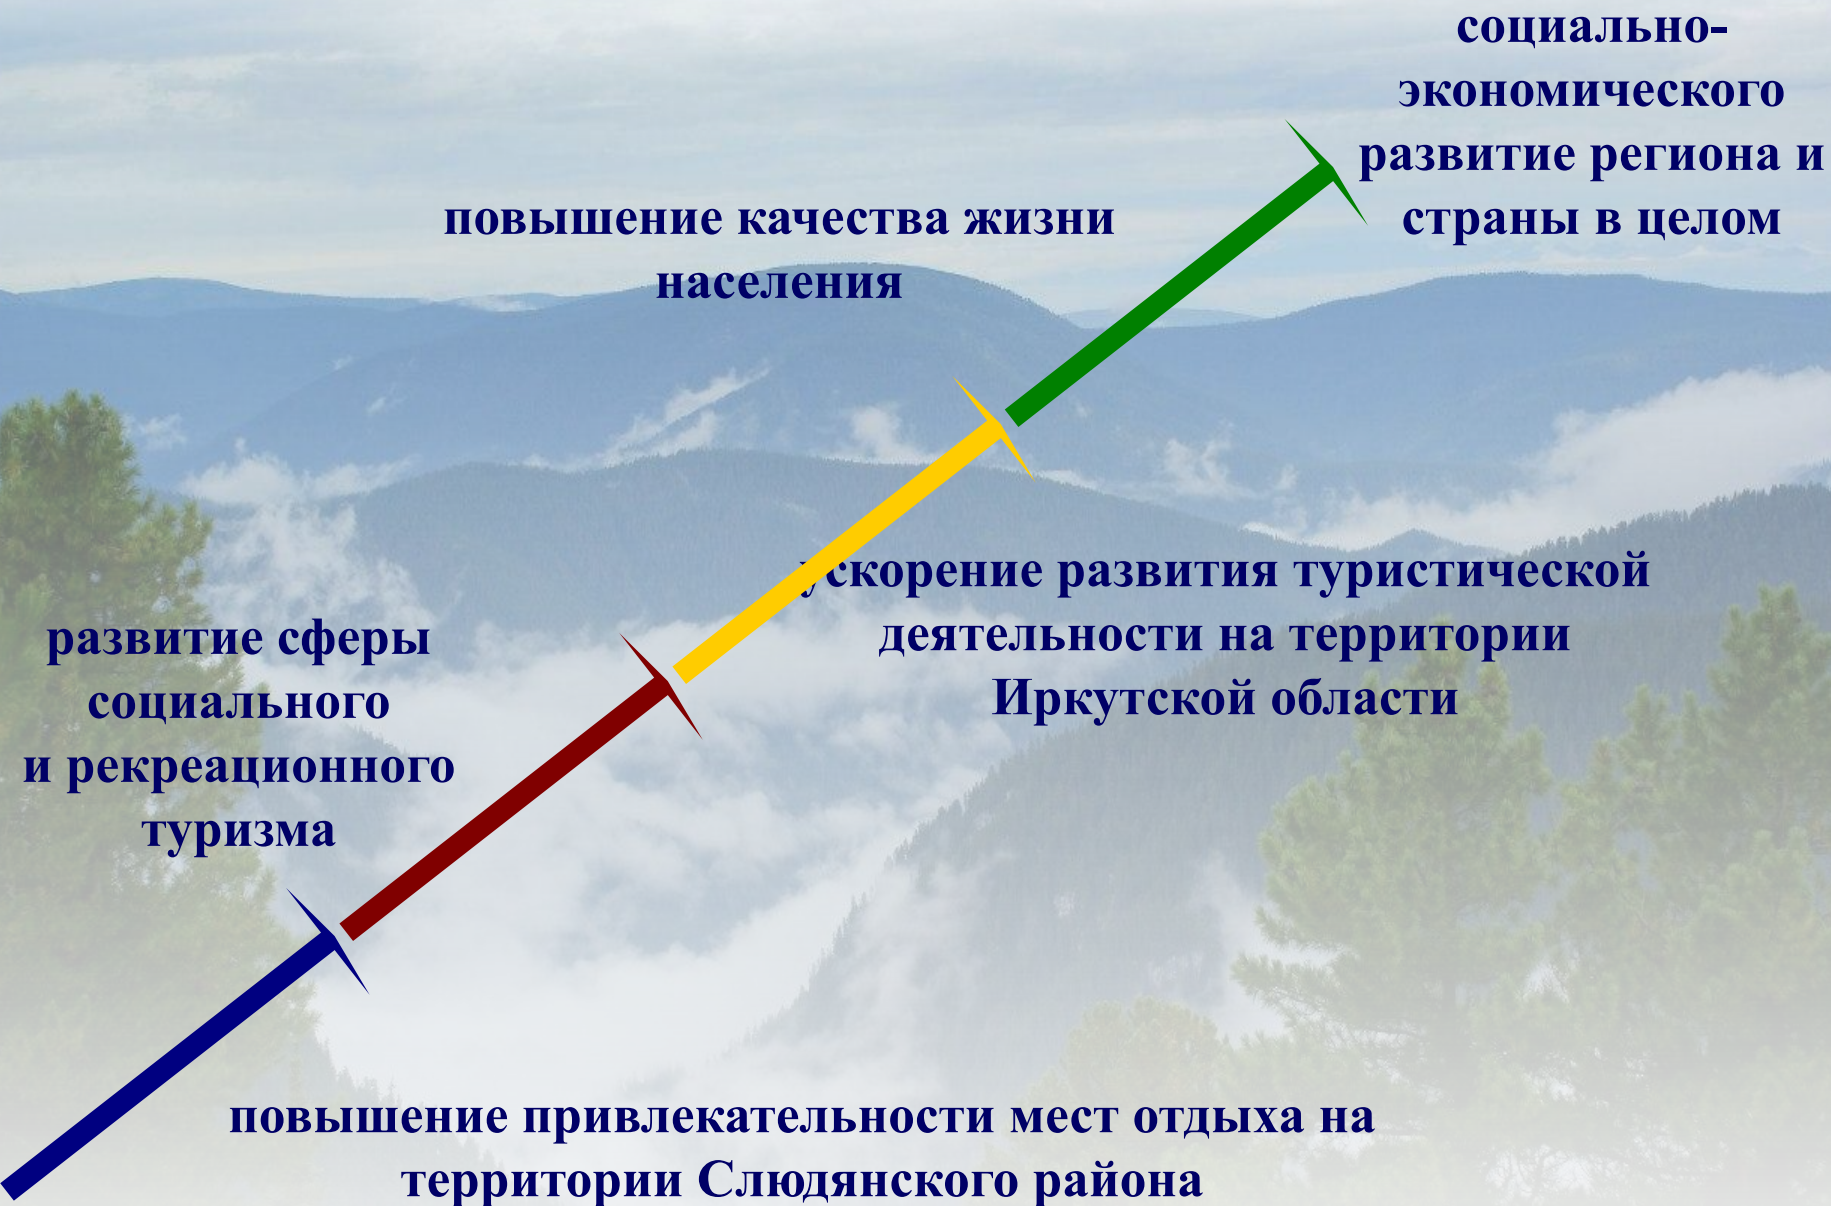 социально-
экономического
развитие региона и
страны в целом
повышение качества жизни
населения
ускорение развития туристической
деятельности на территории
Иркутской области
развитие сферы
социального
и рекреационного
туризма
повышение привлекательности мест отдыха на
территории Слюдянского района